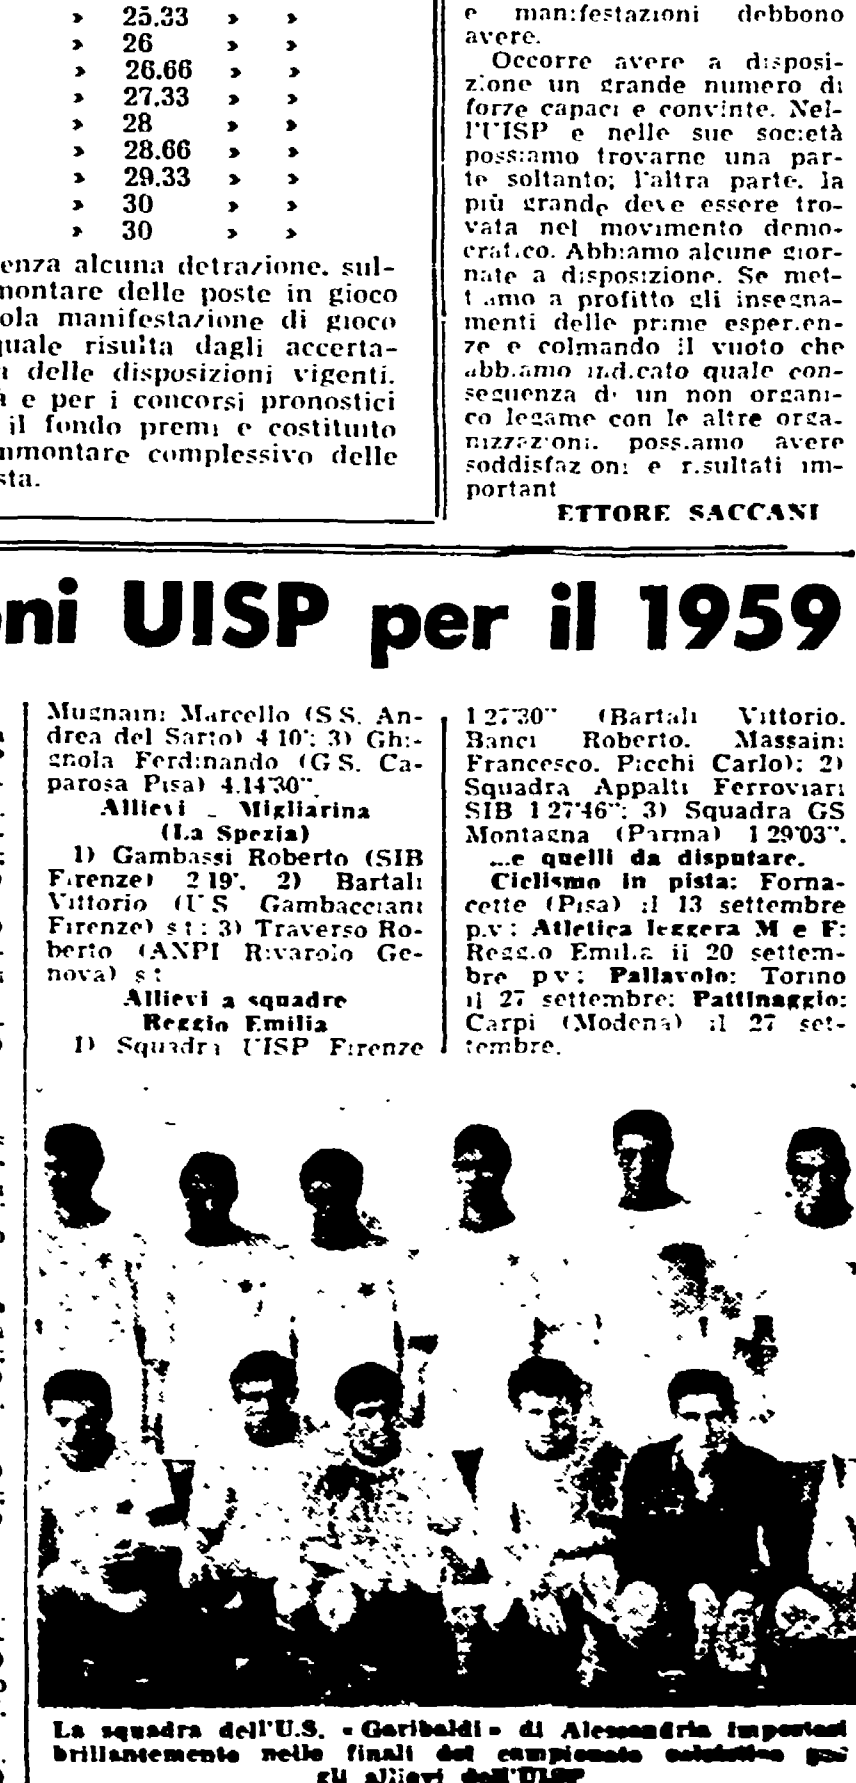 » 25.33 » »
» 26 » »
» 26.66 » »
» 27.33 » »
» 28 » »
» 28.66 » »
» 29.33 » »
» 30 » »
» 30 » »
enza alcuna detrazione. sul-
montare delle poste in gioco
ola manifestazione di gioco
quale risulta dagli accerta-
delle disposizioni vigenti.
e per i concorsi pronostici
il fondo premi e costituito
mmontare complessivo delle
sta.
e manifestazioni debbono
avere.
Occorre avere a disposi-
zione un grande numero di
forze capaci e convinte. Nel-
l'UISP e nelle sue società
possiamo trovarne una par-
te soltanto; l'altra parte. la
più grande deve essere tro-
vata nel movimento demo-
cratico. Abbiamo alcune gior-
nate a disposizione. Se met-
tiamo a profitto gli insegna-
menti delle prime esperien-
ze e colmando il vuoto che
abbiamo indicato quale con-
seguenza di un non organi-
co legame con le altre orga-
nizzazioni. possiamo avere
soddisfazioni e risultati im-
portant
ETTORE SACCANI
oni UISP per il 1959
Mugnaini Marcello (S.S. An-
drea del Sarto) 4'10"; 3) Ghi-
gnola Ferdinando (G.S. Ca-
parosa Pisa) 4.14'30".
Allievi - Migliarina
(La Spezia)
1) Gambassi Roberto (SIB
Firenze) 2 19'. 2) Bartali
Vittorio (U S Gambacciani
Firenze) s t; 3) Traverso Ro-
berto (ANPI Rivarolo Ge-
nova) s t
Allievi a squadre
Reggio Emilia
1) Squadra UISP Firenze
1 27'30" (Bartali Vittorio.
Banci Roberto. Massaini
Francesco. Picchi Carlo); 2)
Squadra Appalti Ferroviari
SIB 1 27'46"; 3) Squadra GS
Montagna (Parma) 1 29'03".
...e quelli da disputare.
Ciclismo in pista: Forna-
cette (Pisa) il 13 settembre
p.v; Atletica leggera M e F:
Reggio Emilia il 20 settem-
bre p v; Pallavolo: Torino
il 27 settembre; Pattinaggio:
Carpi (Modena) il 27 set-
tembre.
La squadra dell'U.S. « Garibaldi » di Alessandria impostasi
brillantemente nelle finali del campionato calcistico per
gli allievi dell'UISP